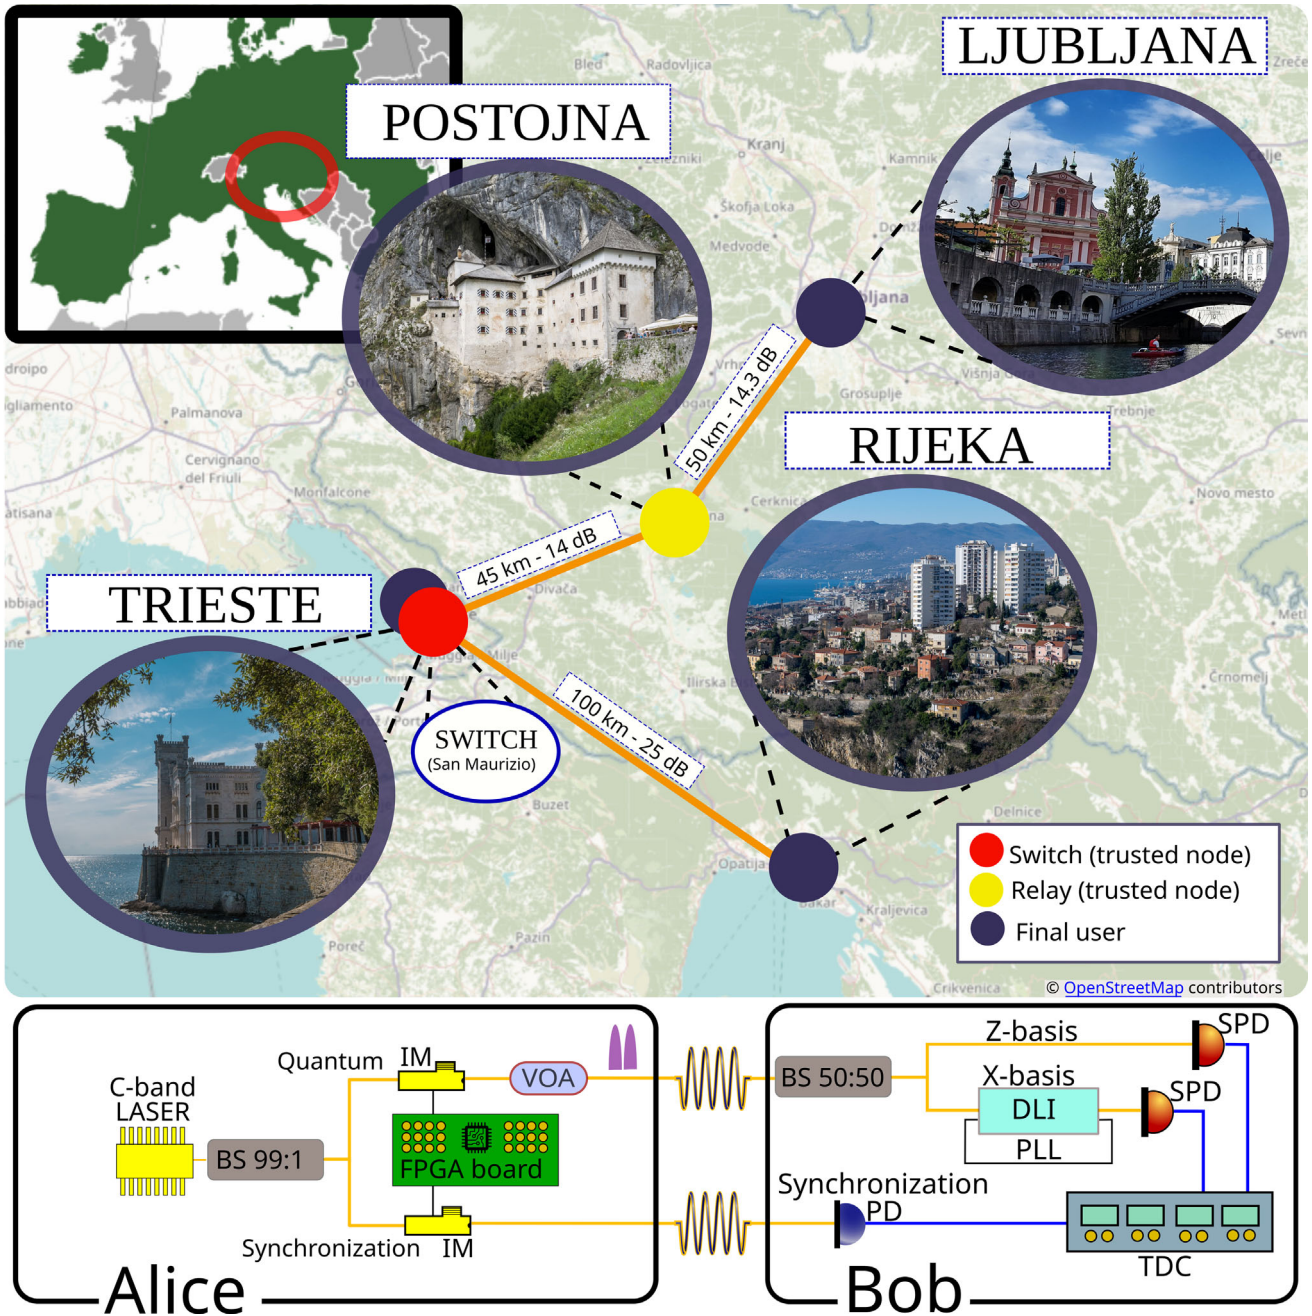 LJUBLJANA
POSTOJNA
Bled
Radovljica
Kranj
Kamnik
Škofja Loka
Medvode
Grosuplje
Višnja Gora
Trebnje
50 km - 14.3 dB
RIJEKA
Palmanova
Cervignano
del Friuli
Monfalcone
Cerknica
Novo mesto
45 km - 14 dB
Divača
TRIESTE
100 km - 25 dB
SWITCH
(San Maurizio)
Črnomelj
Buzet
Delnice
Opatija
Bakar
Kraljevica
Poreč
Pazin
Crikvenica
Switch (trusted node)
Relay (trusted node)
Final user
© OpenStreetMap contributors
Quantum
IM
VOA
C-band
LASER
BS 99:1
FPGA board
Synchronization
IM
Alice
BS 50:50
Z-basis
SPD
X-basis
DLI
SPD
PLL
Synchronization
PD
TDC
Bob